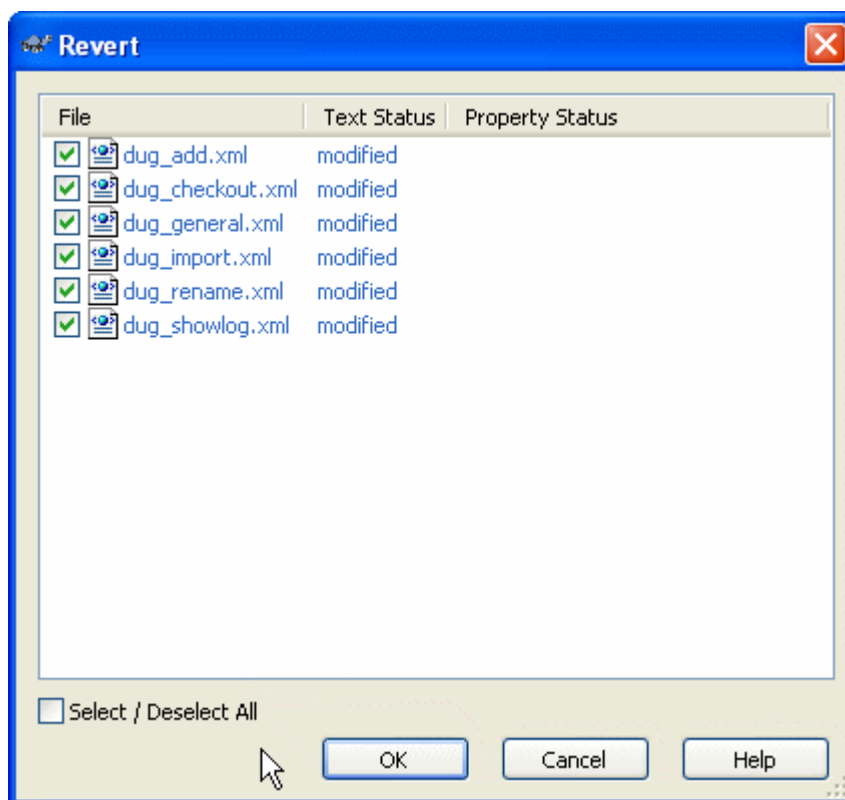 Revert
File Text Status Property Status
dug_add.xml modified
dug_checkout.xml modified
dug_general.xml modified
dug_import.xml modified
dug_rename.xml modified
dug_showlog.xml modified
Select / Deselect All
OK Cancel Help